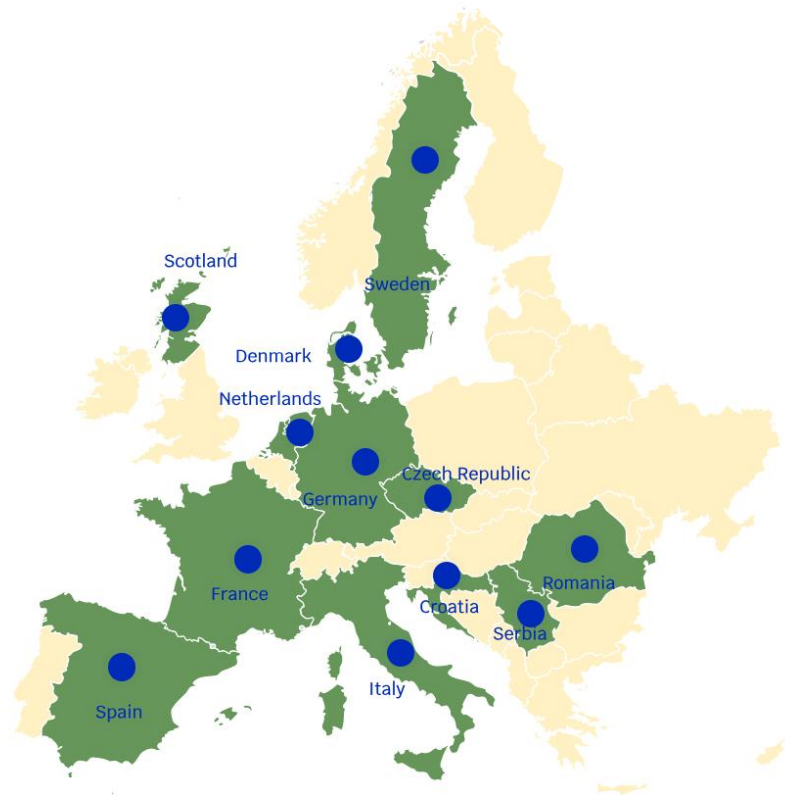 Scotland
Sweden
Denmark
Netherlands
Czech Republic
Germany
Romania
France
Croatia
Serbia
Italy
Spain